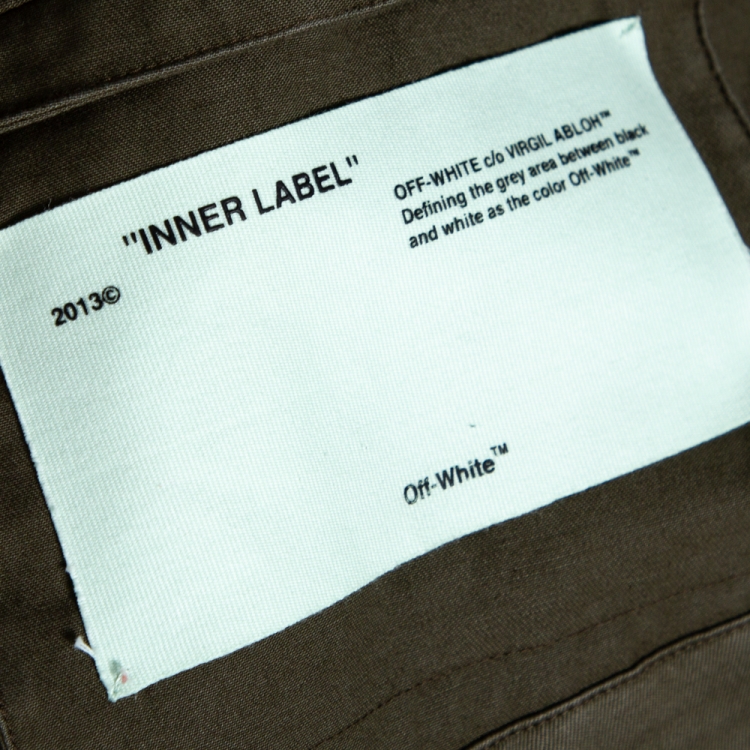 "INNER LABEL"
OFF-WHITE c/o VIRGIL ABLOH™
Defining the grey area between black
and white as the color Off-White™
2013©
Off-White™